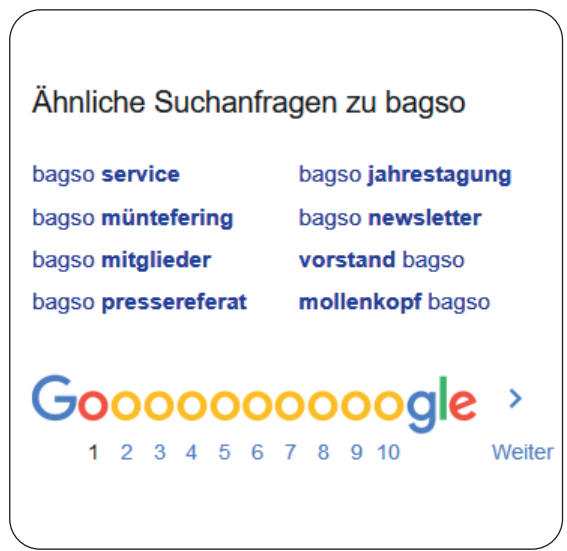 Ähnliche Suchanfragen zu bagso
bagso service
bagso jahrestagung
bagso müntefering
bagso newsletter
bagso mitglieder
vorstand bagso
bagso pressereferat
mollenkopf bagso
Goooooooooogle >
1 2 3 4 5 6 7 8 9 10 Weiter